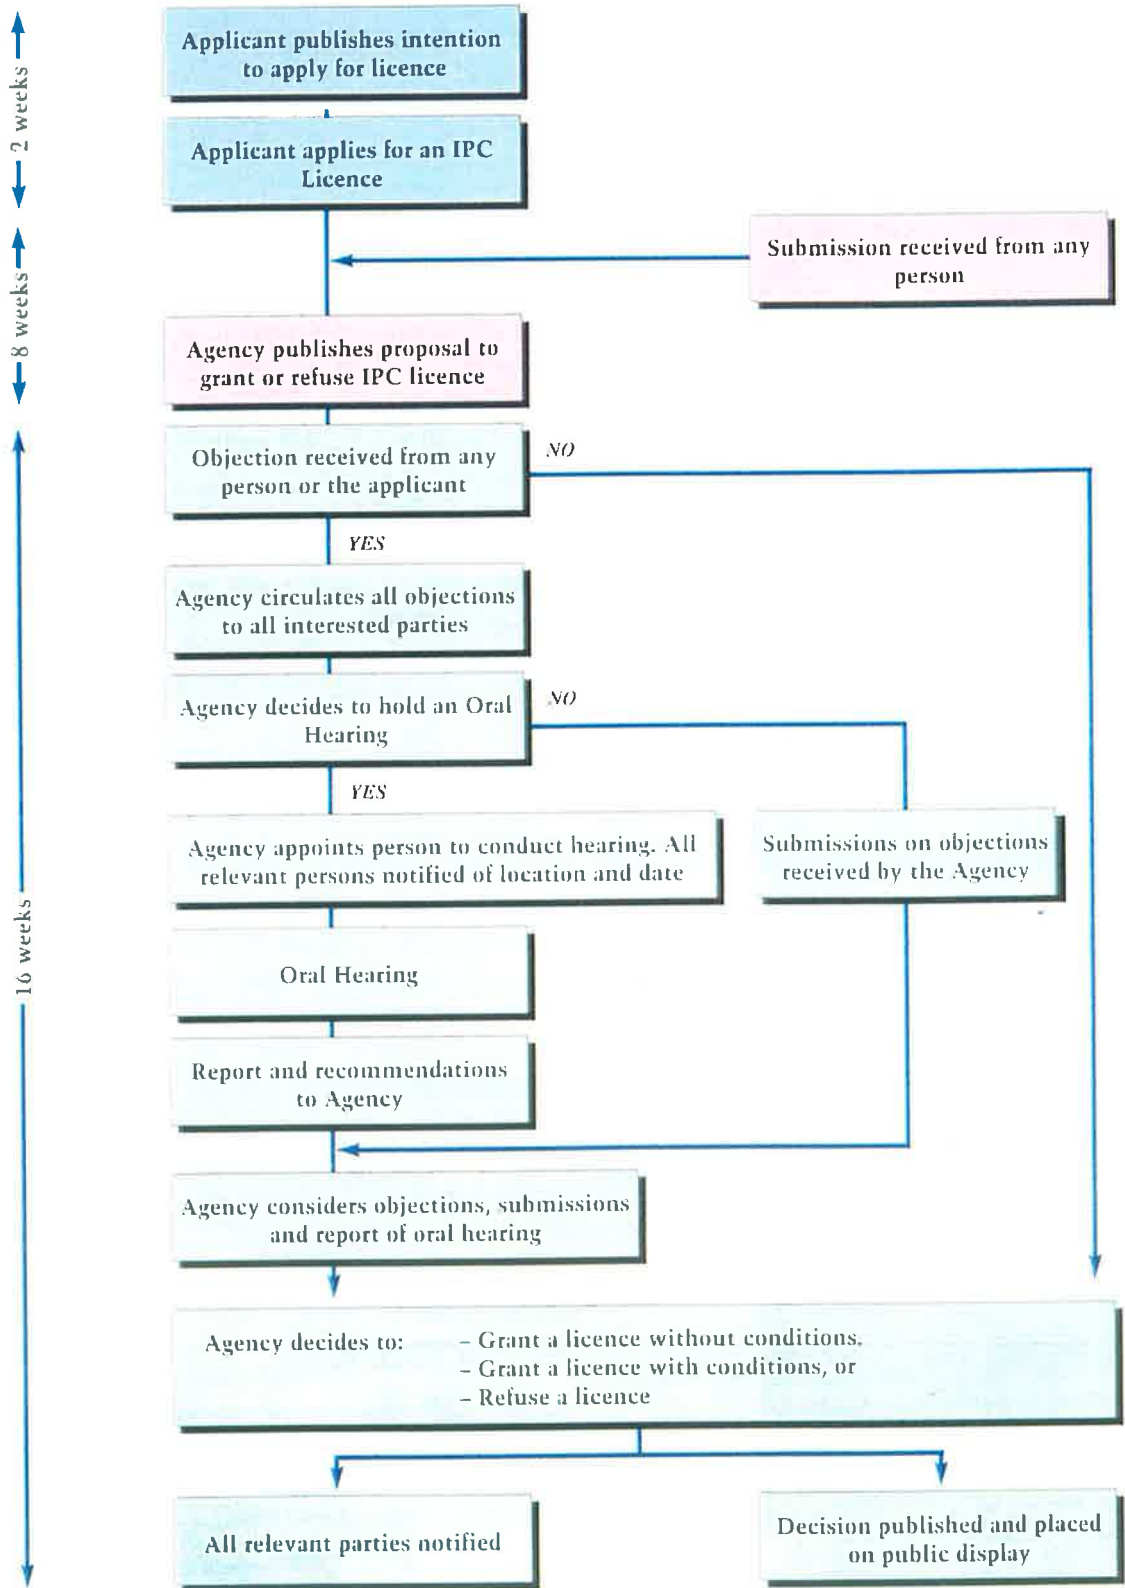 2 weeks
8 weeks
16 weeks
Applicant publishes intention
to apply for licence
Applicant applies for an IPC
Licence
Submission received from any
person
Agency publishes proposal to
grant or refuse IPC licence
Objection received from any
person or the applicant
NO
YES
Agency circulates all objections
to all interested parties
Agency decides to hold an Oral
Hearing
NO
YES
Agency appoints person to conduct hearing. All
relevant persons notified of location and date
Submissions on objections
received by the Agency
Oral Hearing
Report and recommendations
to Agency
Agency considers objections, submissions
and report of oral hearing
Agency decides to: – Grant a licence without conditions,
– Grant a licence with conditions, or
– Refuse a licence
All relevant parties notified
Decision published and placed
on public display